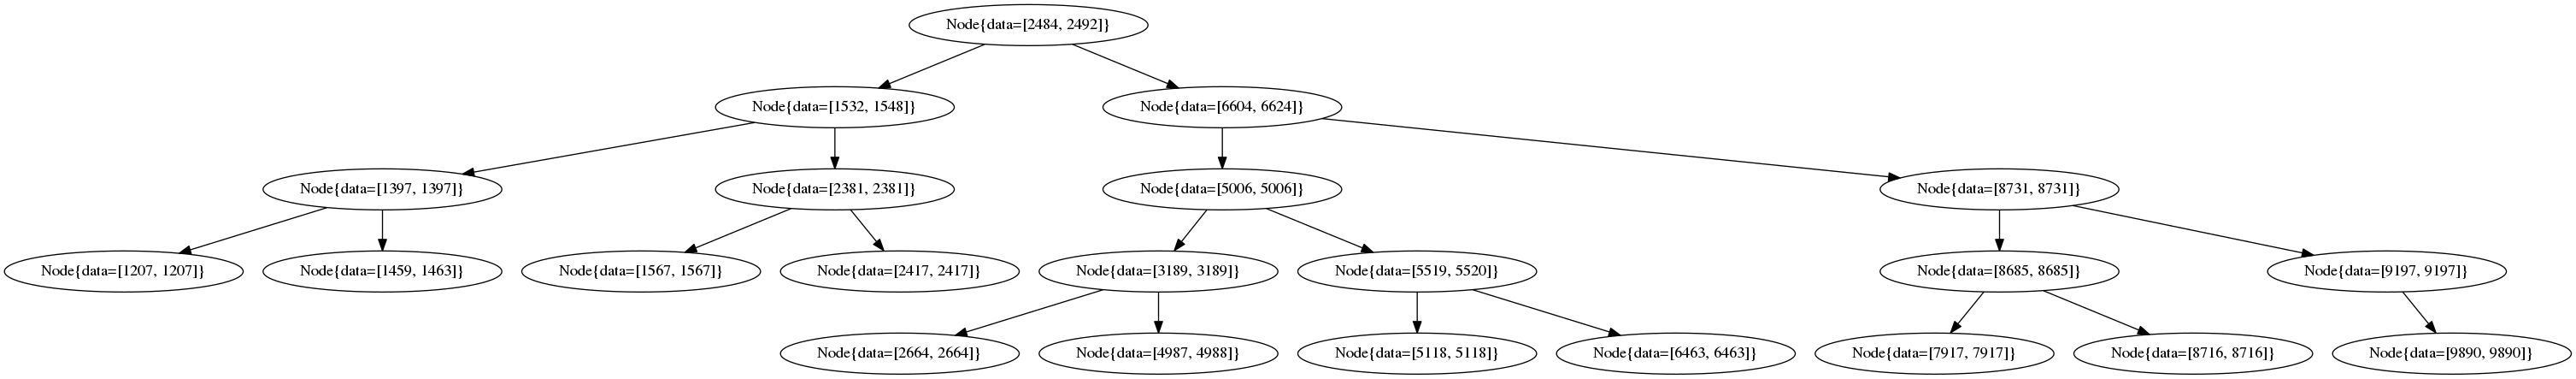 Node{data=[2484, 2492]}
Node{data=[1532, 1548]}
Node{data=[6604, 6624]}
Node{data=[1397, 1397]}
Node{data=[2381, 2381]}
Node{data=[5006, 5006]}
Node{data=[8731, 8731]}
Node{data=[1207, 1207]}
Node{data=[1459, 1463]}
Node{data=[1567, 1567]}
Node{data=[2417, 2417]}
Node{data=[3189, 3189]}
Node{data=[5519, 5520]}
Node{data=[8685, 8685]}
Node{data=[9197, 9197]}
Node{data=[2664, 2664]}
Node{data=[4987, 4988]}
Node{data=[5118, 5118]}
Node{data=[6463, 6463]}
Node{data=[7917, 7917]}
Node{data=[8716, 8716]}
Node{data=[9890, 9890]}